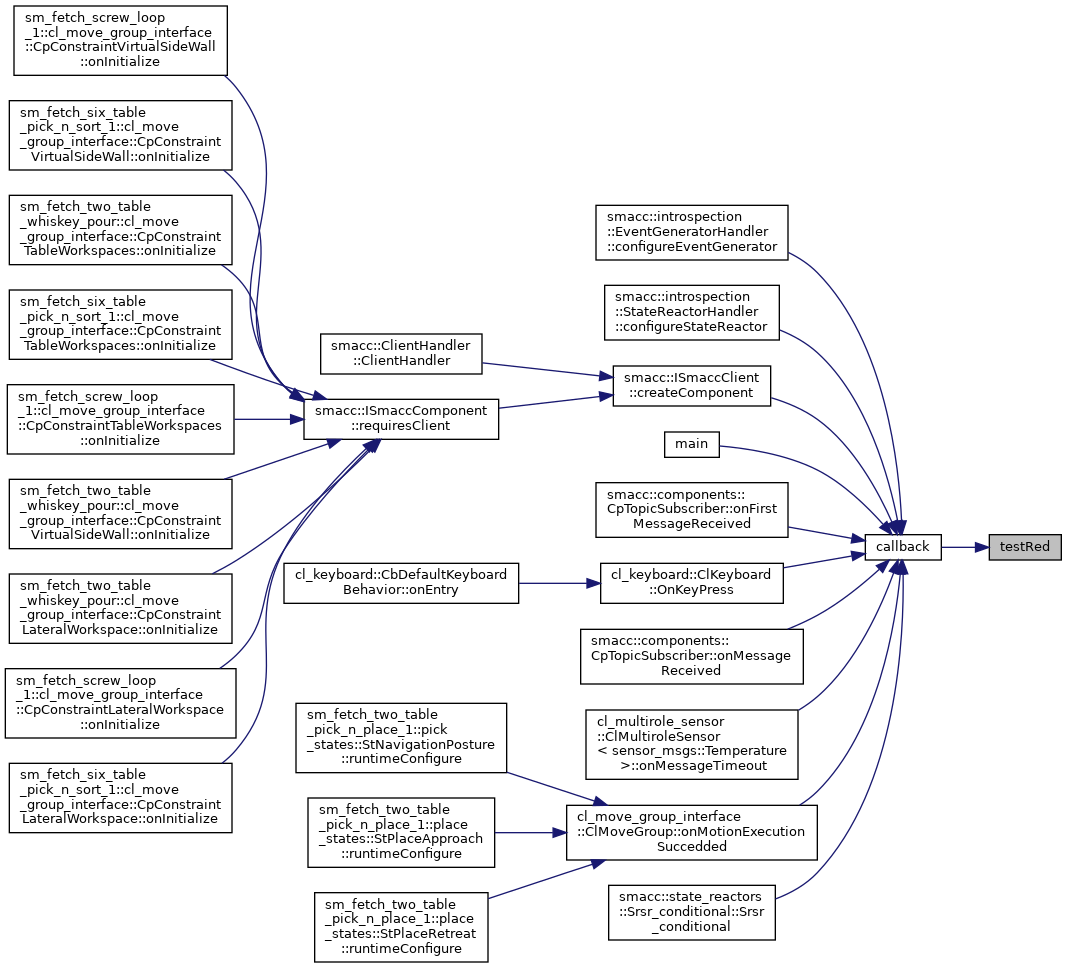 sm_fetch_screw_loop
_1::cl_move_group_interface
::CpConstraintVirtualSideWall
::onInitialize
sm_fetch_six_table
_pick_n_sort_1::cl_move
_group_interface::CpConstraint
VirtualSideWall::onInitialize
sm_fetch_two_table
_whiskey_pour::cl_move
_group_interface::CpConstraint
TableWorkspaces::onInitialize
sm_fetch_six_table
_pick_n_sort_1::cl_move
_group_interface::CpConstraint
TableWorkspaces::onInitialize
sm_fetch_screw_loop
_1::cl_move_group_interface
::CpConstraintTableWorkspaces
::onInitialize
sm_fetch_two_table
_whiskey_pour::cl_move
_group_interface::CpConstraint
VirtualSideWall::onInitialize
sm_fetch_two_table
_whiskey_pour::cl_move
_group_interface::CpConstraint
LateralWorkspace::onInitialize
sm_fetch_screw_loop
_1::cl_move_group_interface
::CpConstraintLateralWorkspace
::onInitialize
sm_fetch_six_table
_pick_n_sort_1::cl_move
_group_interface::CpConstraint
LateralWorkspace::onInitialize
smacc::ClientHandler
::ClientHandler
smacc::ISmaccComponent
::requiresClient
cl_keyboard::CbDefaultKeyboard
Behavior::onEntry
sm_fetch_two_table
_pick_n_place_1::pick
_states::StNavigationPosture
::runtimeConfigure
sm_fetch_two_table
_pick_n_place_1::place
_states::StPlaceApproach
::runtimeConfigure
sm_fetch_two_table
_pick_n_place_1::place
_states::StPlaceRetreat
::runtimeConfigure
smacc::introspection
::EventGeneratorHandler
::configureEventGenerator
smacc::introspection
::StateReactorHandler
::configureStateReactor
smacc::ISmaccClient
::createComponent
main
smacc::components::
CpTopicSubscriber::onFirst
MessageReceived
cl_keyboard::ClKeyboard
::OnKeyPress
smacc::components::
CpTopicSubscriber::onMessage
Received
cl_multirole_sensor
::ClMultiroleSensor
< sensor_msgs::Temperature
>::onMessageTimeout
cl_move_group_interface
::ClMoveGroup::onMotionExecution
Succedded
smacc::state_reactors
::Srsr_conditional::Srsr
_conditional
callback
testRed